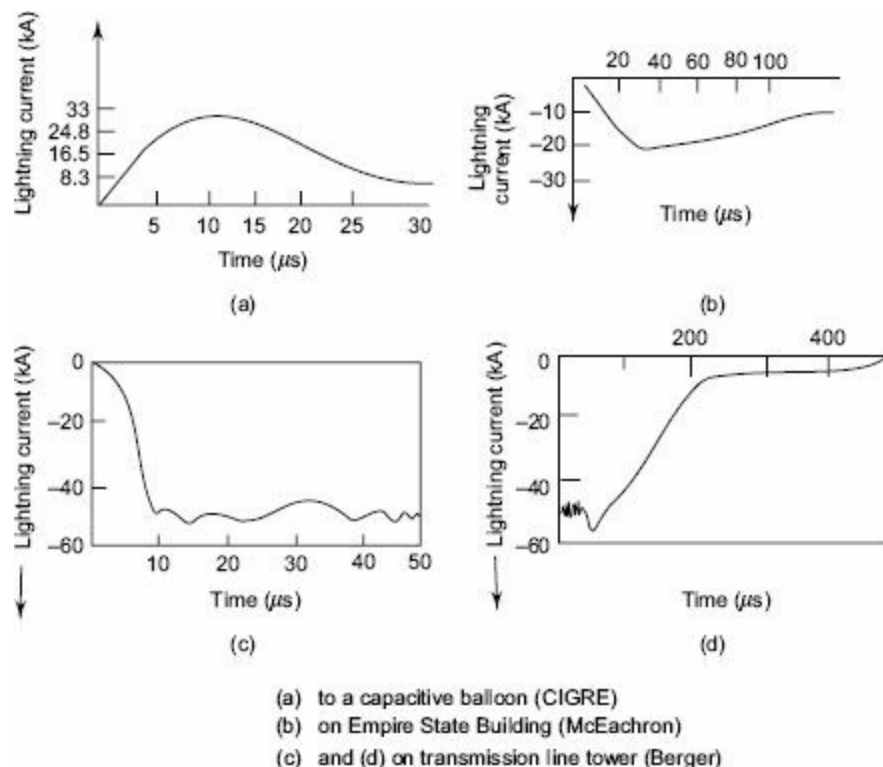 Lightning current (kA)
33
24.8
16.5
8.3
5 10 15 20 25 30
Time (μs)
(a)
20 40 60 80 100
Lightning
current (kA)
–10
–20
–30
Time (μs)
(b)
Lightning current (kA)
0
–20
–40
–60
10 20 30 40 50
Time (μs)
(c)
200 400
Lightning current (kA)
0
–20
–40
–60
Time (μs)
(d)
(a) to a capacitive balloon (CIGRE)
(b) on Empire State Building (McEachron)
(c) and (d) on transmission line tower (Berger)